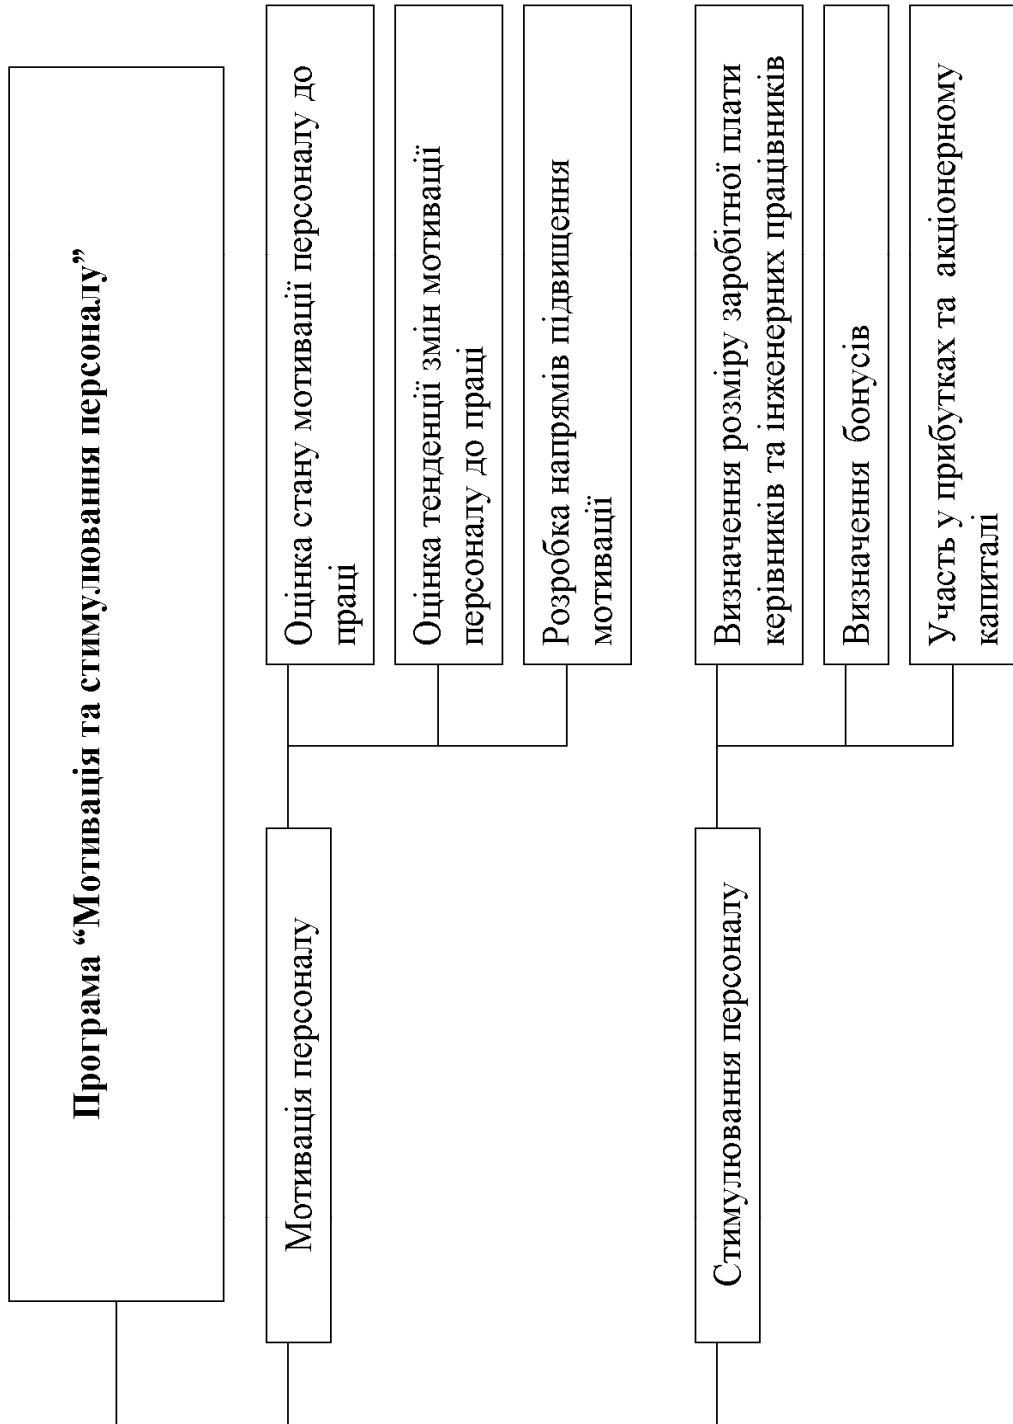 Програма “Мотивація та стимулювання персоналу”
Мотивація персоналу
Оцінка стану мотивації персоналу до
праці
Оцінка тенденції змін мотивації
персоналу до праці
Розробка напрямів підвищення
мотивації
Стимулювання персоналу
Визначення розміру заробітної плати
керівників та інженерних працівників
Визначення бонусів
Участь у прибутках та акціонерному
капиталі